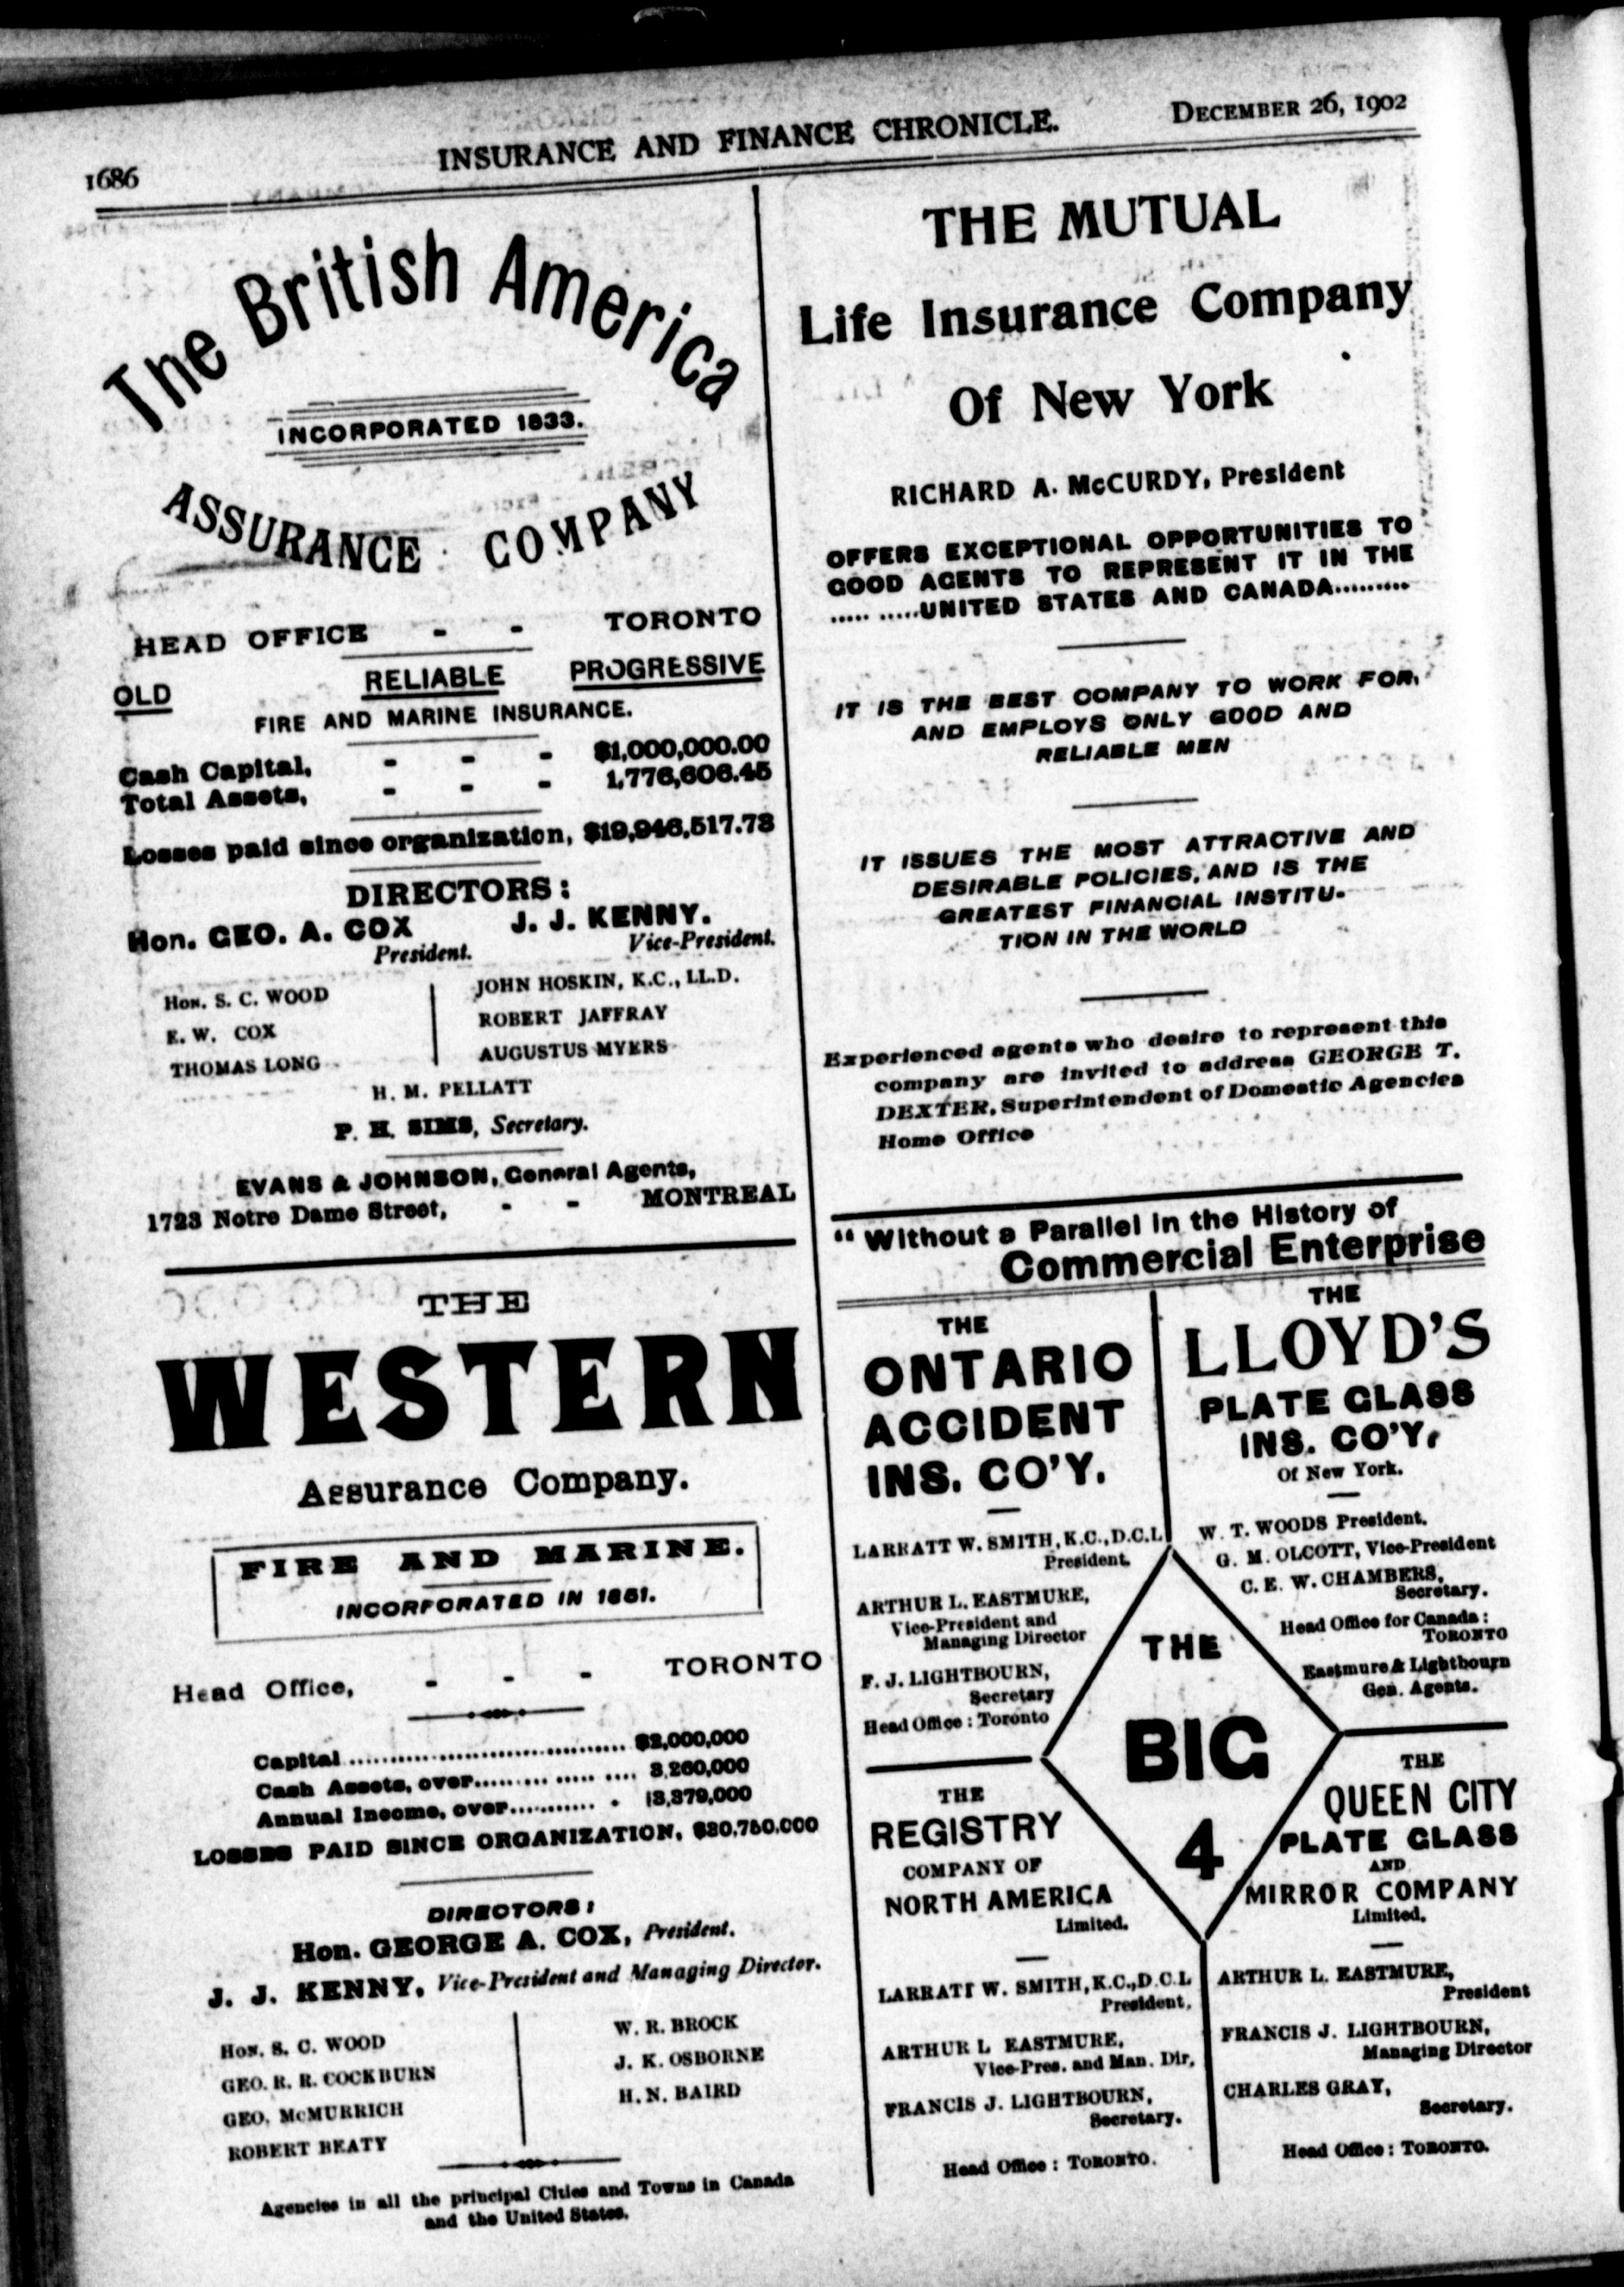 1686
INSURANCE AND FINANCE CHRONICLE.
DECEMBER 26, 1902
The British America
INCORPORATED 1833.
ASSURANCE COMPANY
HEAD OFFICE - - TORONTO
OLD RELIABLE PROGRESSIVE
FIRE AND MARINE INSURANCE.
Cash Capital, - - - $1,000,000.00
Total Assets, - - - 1,776,606.45
Losses paid since organization, $19,946,517.73
DIRECTORS:
Hon. GEO. A. COX J. J. KENNY.
President. Vice-President.
HON. S. C. WOOD
E. W. COX
THOMAS LONG
JOHN HOSKIN, K.C., LL.D.
ROBERT JAFFRAY
AUGUSTUS MYERS
H. M. PELLATT
P. H. SIMS, Secretary.
EVANS & JOHNSON, General Agents,
1723 Notre Dame Street, - - MONTREAL
THE
WESTERN
Assurance Company.
FIRE AND MARINE.
INCORPORATED IN 1851.
Head Office, - - - TORONTO
Capital.................................... $2,000,000
Cash Assets, over.......... ..... .... 3,260,000
Annual Income, over........... . 3,379,000
LOSSES PAID SINCE ORGANIZATION, $30,750,000
DIRECTORS:
Hon. GEORGE A. COX, President.
J. J. KENNY, Vice-President and Managing Director.
HON. S. C. WOOD
GEO. R. R. COCKBURN
GEO. McMURRICH
ROBERT BEATY
W. R. BROCK
J. K. OSBORNE
H. N. BAIRD
Agencies in all the principal Cities and Towns in Canada
and the United States.
THE MUTUAL
Life Insurance Company
Of New York
RICHARD A. McCURDY, President
OFFERS EXCEPTIONAL OPPORTUNITIES TO
GOOD AGENTS TO REPRESENT IT IN THE
..... .....UNITED STATES AND CANADA.........
IT IS THE BEST COMPANY TO WORK FOR,
AND EMPLOYS ONLY GOOD AND
RELIABLE MEN
IT ISSUES THE MOST ATTRACTIVE AND
DESIRABLE POLICIES, AND IS THE
GREATEST FINANCIAL INSTITU-
TION IN THE WORLD
Experienced agents who desire to represent this
company are invited to address GEORGE T.
DEXTER, Superintendent of Domestic Agencies
Home Office
"Without a Parallel in the History of
Commercial Enterprise
THE
ONTARIO
ACCIDENT
INS. CO'Y.
LARRATT W. SMITH, K.C., D.C.L
President.
ARTHUR L. EASTMURE,
Vice-President and
Managing Director
F. J. LIGHTBOURN,
Secretary
Head Office : Toronto
THE
LLOYD'S
PLATE GLASS
INS. CO'Y,
Of New York.
W. T. WOODS President.
G. M. OLCOTT, Vice-President
C. E. W. CHAMBERS,
Secretary.
Head Office for Canada :
TORONTO
Eastmure & Lightbourn
Gen. Agents.
THE
BIG
4
THE
REGISTRY
COMPANY OF
NORTH AMERICA
Limited.
LARRATT W. SMITH, K.C., D.C.L
President,
ARTHUR L EASTMURE,
Vice-Pres. and Man. Dir,
FRANCIS J. LIGHTBOURN,
Secretary.
Head Office : TORONTO.
THE
QUEEN CITY
PLATE GLASS
AND
MIRROR COMPANY
Limited.
ARTHUR L. EASTMURE,
President
FRANCIS J. LIGHTBOURN,
Managing Director
CHARLES GRAY,
Secretary.
Head Office : TORONTO.